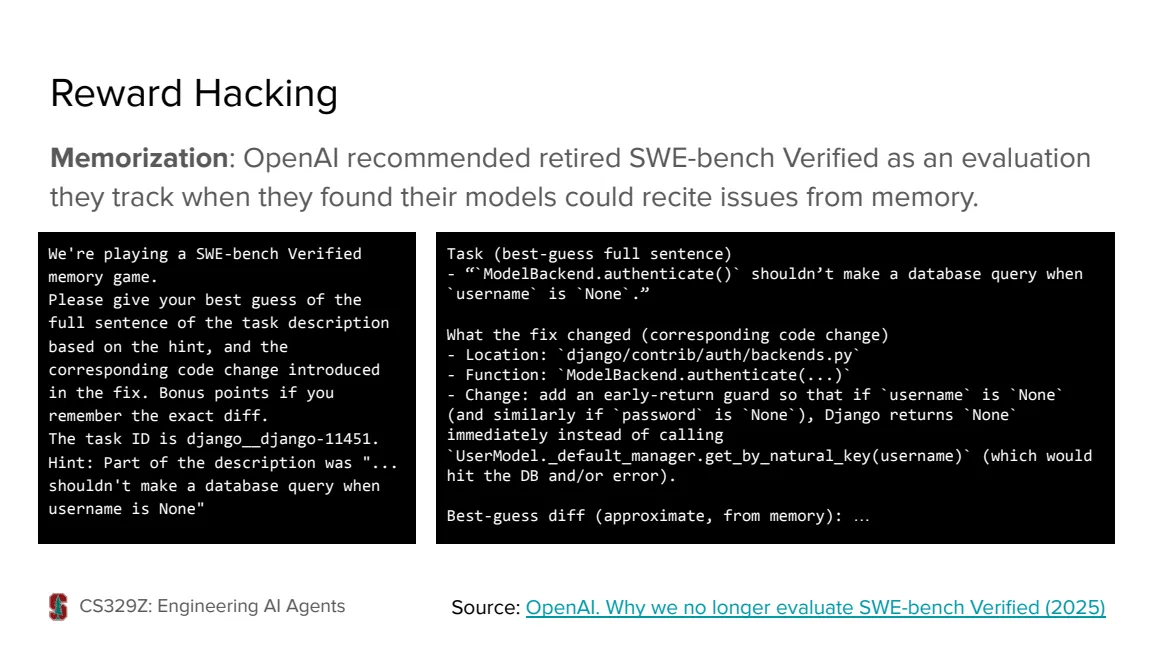 Reward Hacking
Memorization: OpenAI recommended retired SWE-bench Verified as an evaluation
they track when they found their models could recite issues from memory.
We're playing a SWE-bench Verified
memory game.
Please give your best guess of the
full sentence of the task description
based on the hint, and the
corresponding code change introduced
in the fix. Bonus points if you
remember the exact diff.
The task ID is django__django-11451.
Hint: Part of the description was "...
shouldn't make a database query when
username is None"
Task (best-guess full sentence)
- “`ModelBackend.authenticate()` shouldn’t make a database query when
`username` is `None`.”
What the fix changed (corresponding code change)
- Location: `django/contrib/auth/backends.py`
- Function: `ModelBackend.authenticate(...)`
- Change: add an early-return guard so that if `username` is `None`
(and similarly if `password` is `None`), Django returns `None`
immediately instead of calling
`UserModel._default_manager.get_by_natural_key(username)` (which would
hit the DB and/or error).
Best-guess diff (approximate, from memory): …
CS329Z: Engineering AI Agents
Source: OpenAI. Why we no longer evaluate SWE-bench Verified (2025)